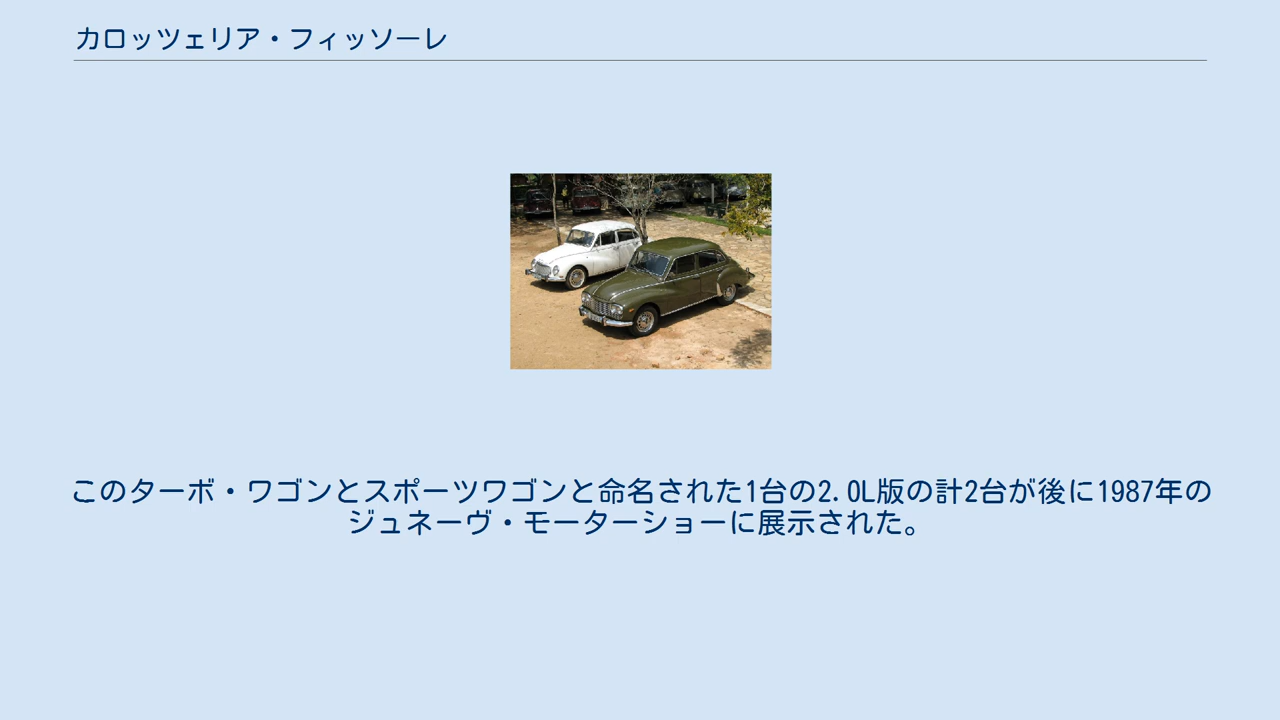 カロッツェリア・フィッソーレ
このターボ・ワゴンとスポーツワゴンと命名された1台の2.0L版の計2台が後に1987年の
ジュネーヴ・モーターショーに展示された。